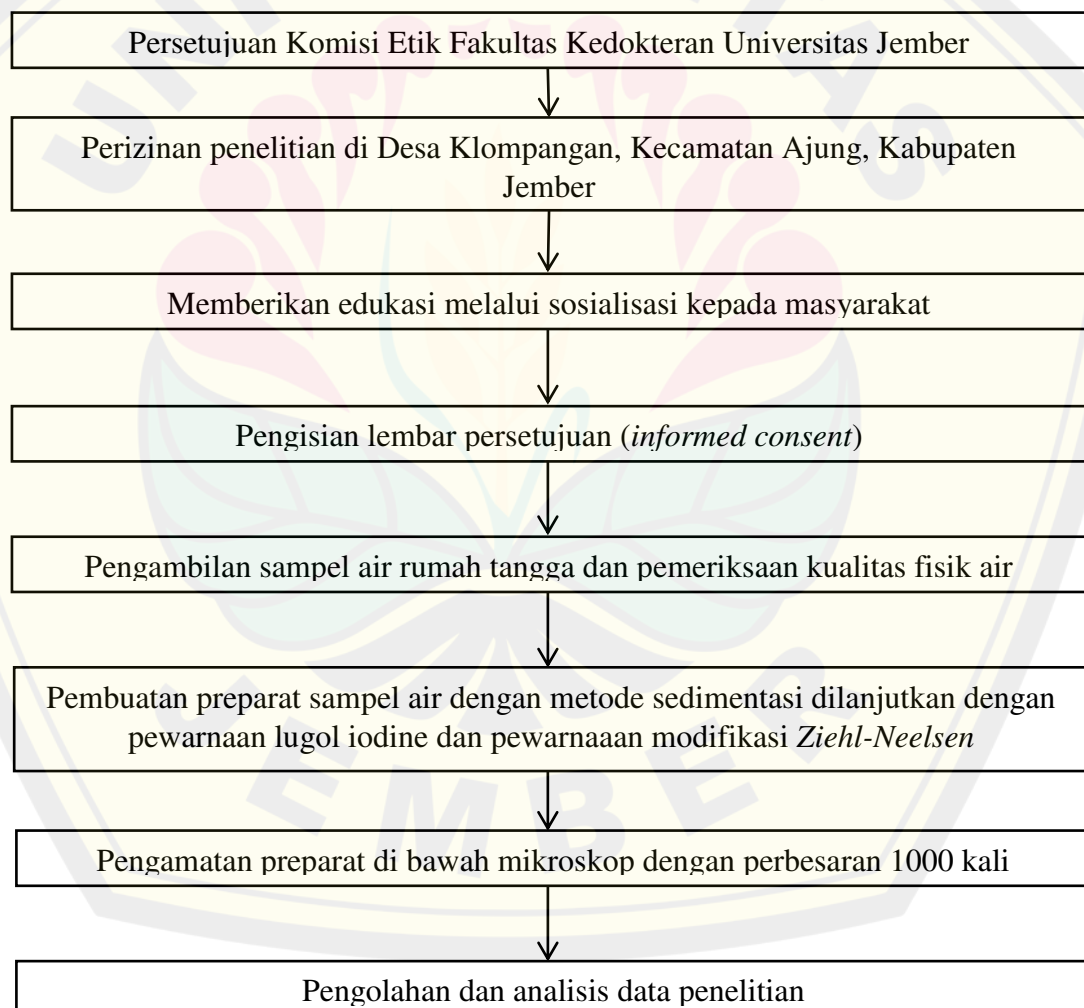 Persetujuan Komisi Etik Fakultas Kedokteran Universitas Jember
Perizinan penelitian di Desa Klompangan, Kecamatan Ajung, Kabupaten
Jember
Memberikan edukasi melalui sosialisasi kepada masyarakat
Pengisian lembar persetujuan (informed consent)
Pengambilan sampel air rumah tangga dan pemeriksaan kualitas fisik air
Pembuatan preparat sampel air dengan metode sedimentasi dilanjutkan dengan
pewarnaan lugol iodine dan pewarnaaan modifikasi Ziehl-Neelsen
Pengamatan preparat di bawah mikroskop dengan perbesaran 1000 kali
Pengolahan dan analisis data penelitian
JEMBER